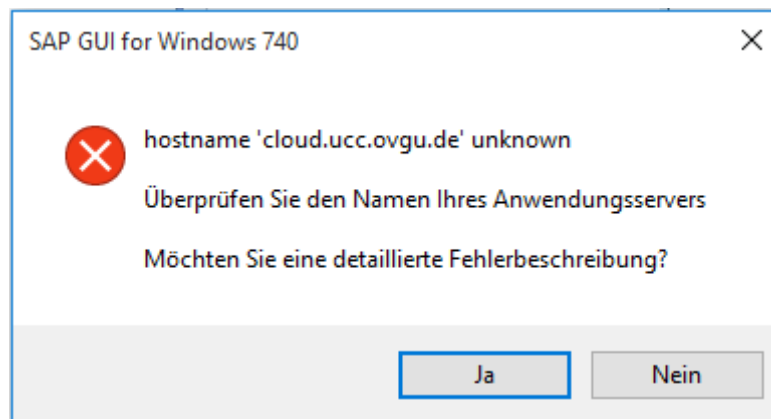 SAP GUI for Windows 740
hostname 'cloud.ucc.ovgu.de' unknown
Überprüfen Sie den Namen Ihres Anwendungsservers
Möchten Sie eine detaillierte Fehlerbeschreibung?
Ja Nein